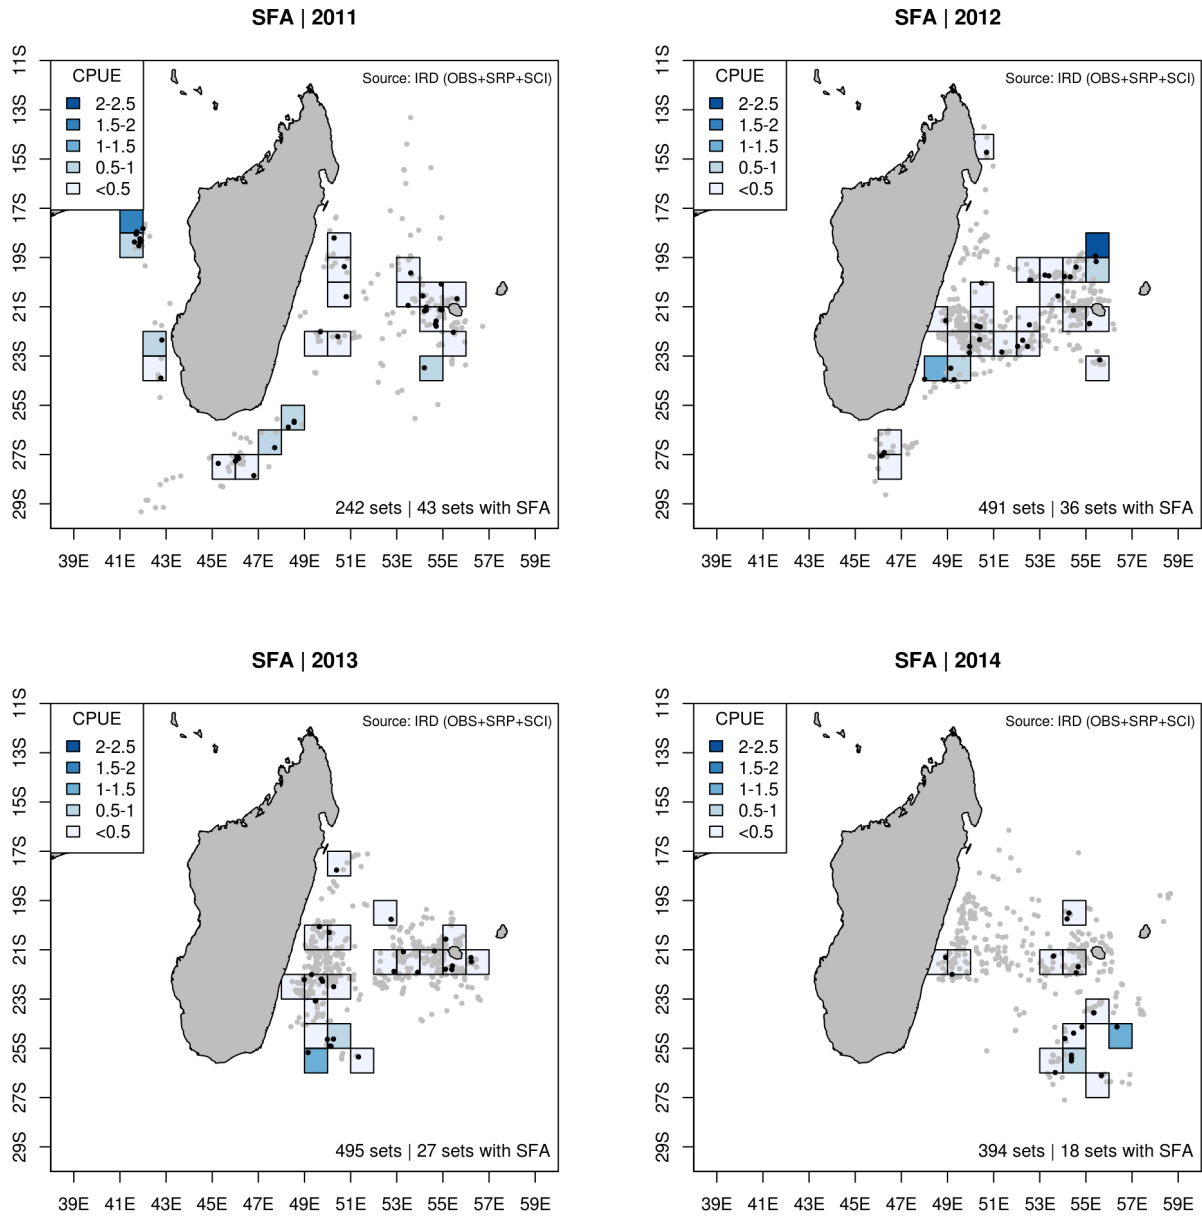 SFA | 2011
11S
13S
15S
17S
19S
21S
23S
25S
27S
29S
CPUE
2-2.5
1.5-2
1-1.5
0.5-1
<0.5
Source: IRD (OBS+SRP+SCI)
242 sets | 43 sets with SFA
39E 41E 43E 45E 47E 49E 51E 53E 55E 57E 59E
SFA | 2012
11S
13S
15S
17S
19S
21S
23S
25S
27S
29S
CPUE
2-2.5
1.5-2
1-1.5
0.5-1
<0.5
Source: IRD (OBS+SRP+SCI)
491 sets | 36 sets with SFA
39E 41E 43E 45E 47E 49E 51E 53E 55E 57E 59E
SFA | 2013
11S
13S
15S
17S
19S
21S
23S
25S
27S
29S
CPUE
2-2.5
1.5-2
1-1.5
0.5-1
<0.5
Source: IRD (OBS+SRP+SCI)
495 sets | 27 sets with SFA
39E 41E 43E 45E 47E 49E 51E 53E 55E 57E 59E
SFA | 2014
11S
13S
15S
17S
19S
21S
23S
25S
27S
29S
CPUE
2-2.5
1.5-2
1-1.5
0.5-1
<0.5
Source: IRD (OBS+SRP+SCI)
394 sets | 18 sets with SFA
39E 41E 43E 45E 47E 49E 51E 53E 55E 57E 59E